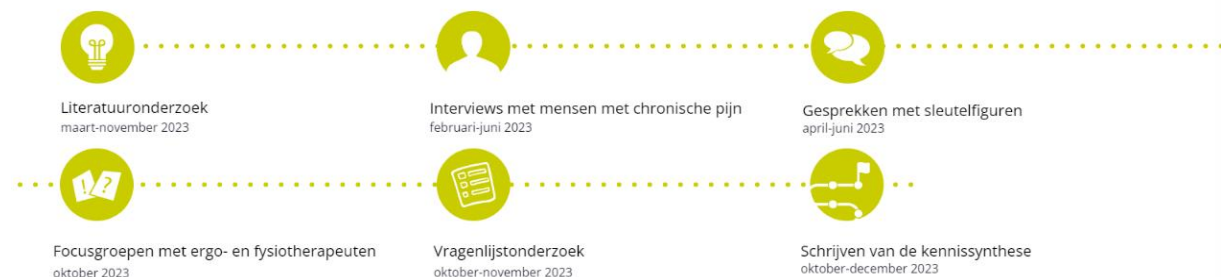 Literatuuronderzoek
maart-november 2023
Interviews met mensen met chronische pijn
februari-juni 2023
Gesprekken met sleutelfiguren
april-juni 2023
!/?
Focusgroepen met ergo- en fysiotherapeuten
oktober 2023
Vragenlijstonderzoek
oktober-november 2023
Schrijven van de kennissynthese
oktober-december 2023